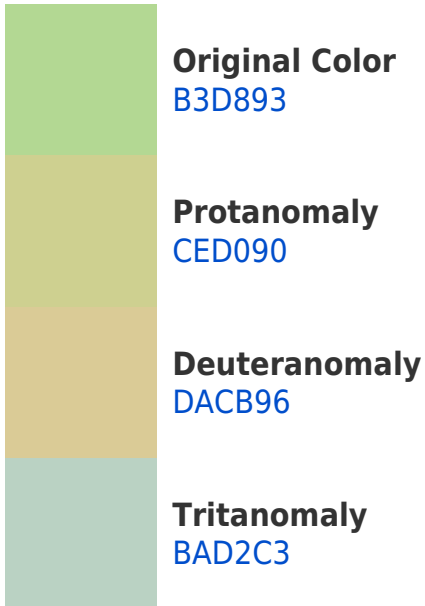 Original Color
B3D893
Protanomaly
CED090
Deuteranomaly
DACB96
Tritanomaly
BAD2C3